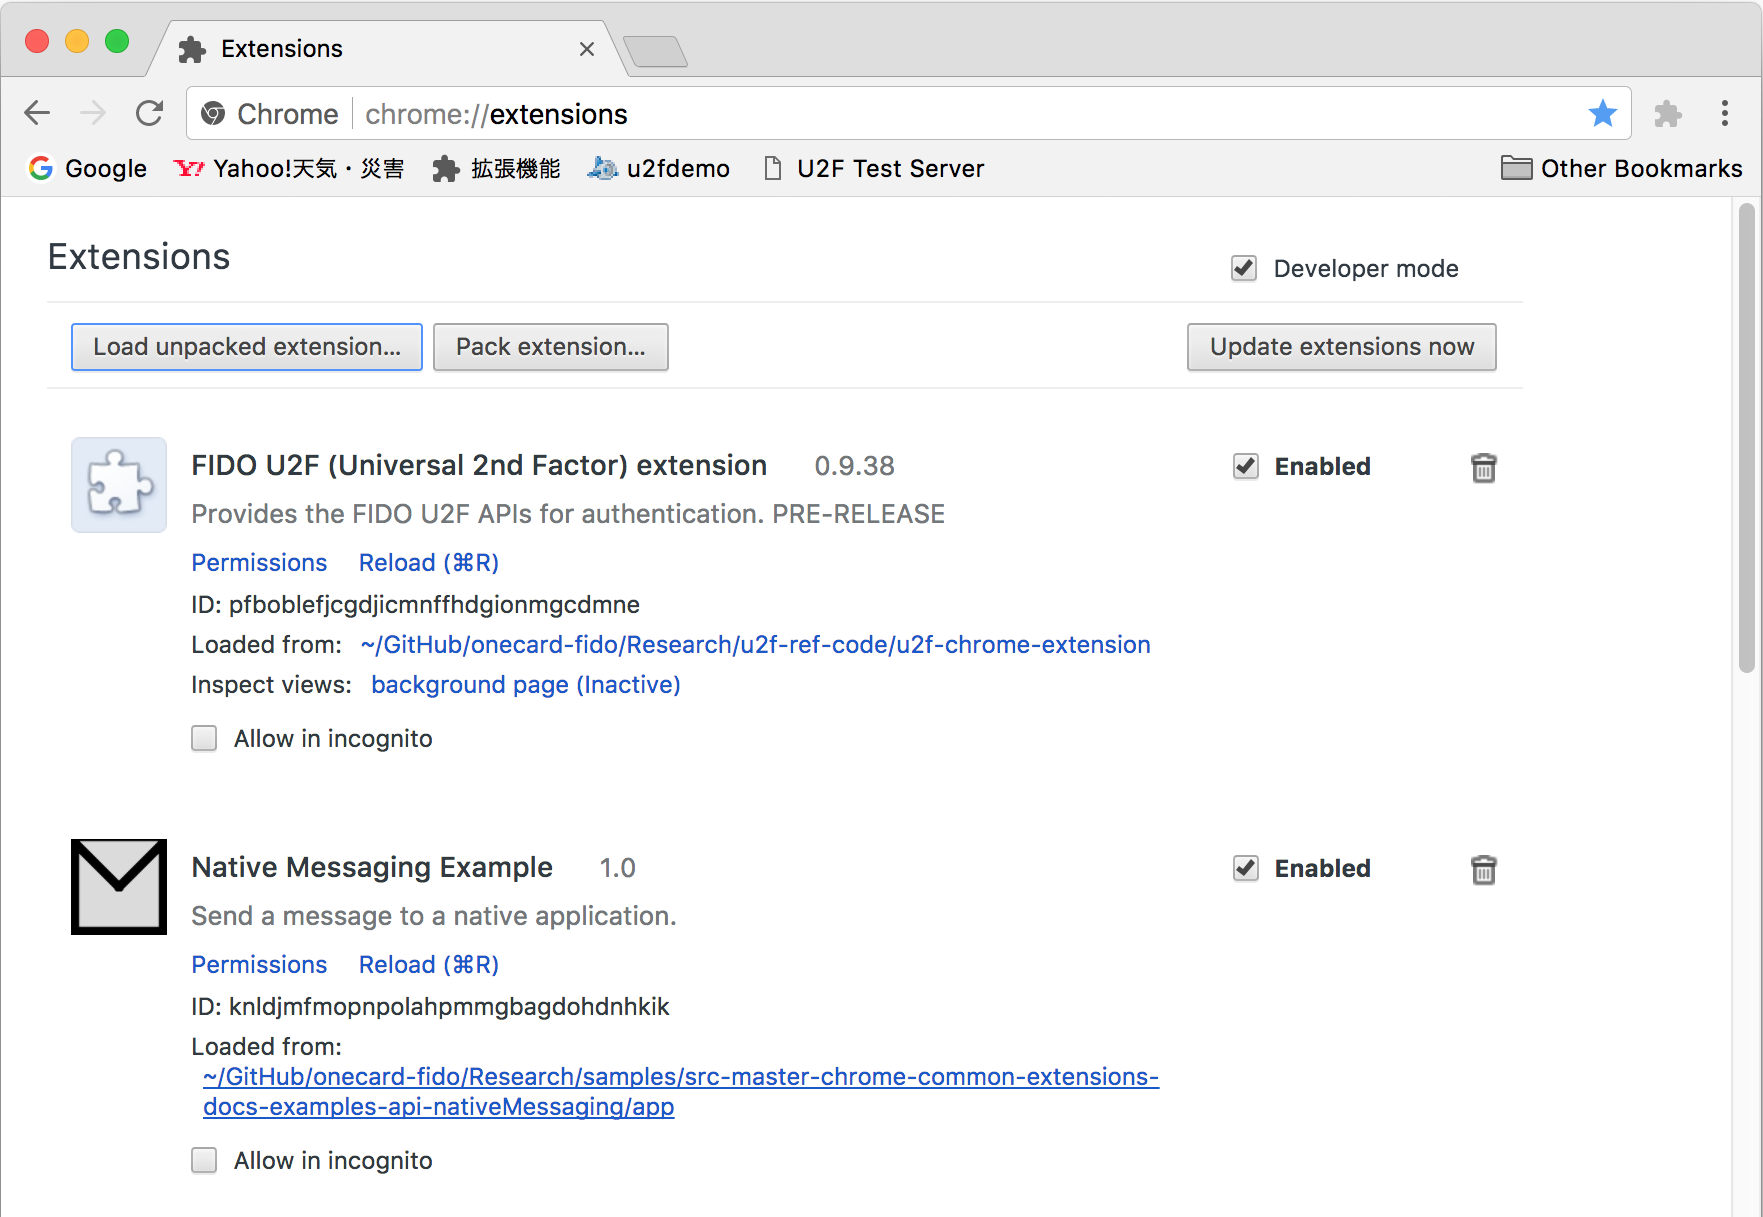 Extensions
Chrome chrome://extensions
Google Yahoo!天気・災害 拡張機能 u2fdemo U2F Test Server Other Bookmarks
Extensions Developer mode
Load unpacked extension... Pack extension... Update extensions now
FIDO U2F (Universal 2nd Factor) extension 0.9.38 Enabled
Provides the FIDO U2F APIs for authentication. PRE-RELEASE
Permissions Reload (⌘R)
ID: pfboblefjcgdjicmnffhdgionmgcdmne
Loaded from: ~/GitHub/onecard-fido/Research/u2f-ref-code/u2f-chrome-extension
Inspect views: background page (Inactive)
Allow in incognito
Native Messaging Example 1.0 Enabled
Send a message to a native application.
Permissions Reload (⌘R)
ID: knldjmfmopnpolahpmmgbagdohdnhkik
Loaded from:
~/GitHub/onecard-fido/Research/samples/src-master-chrome-common-extensions-
docs-examples-api-nativeMessaging/app
Allow in incognito